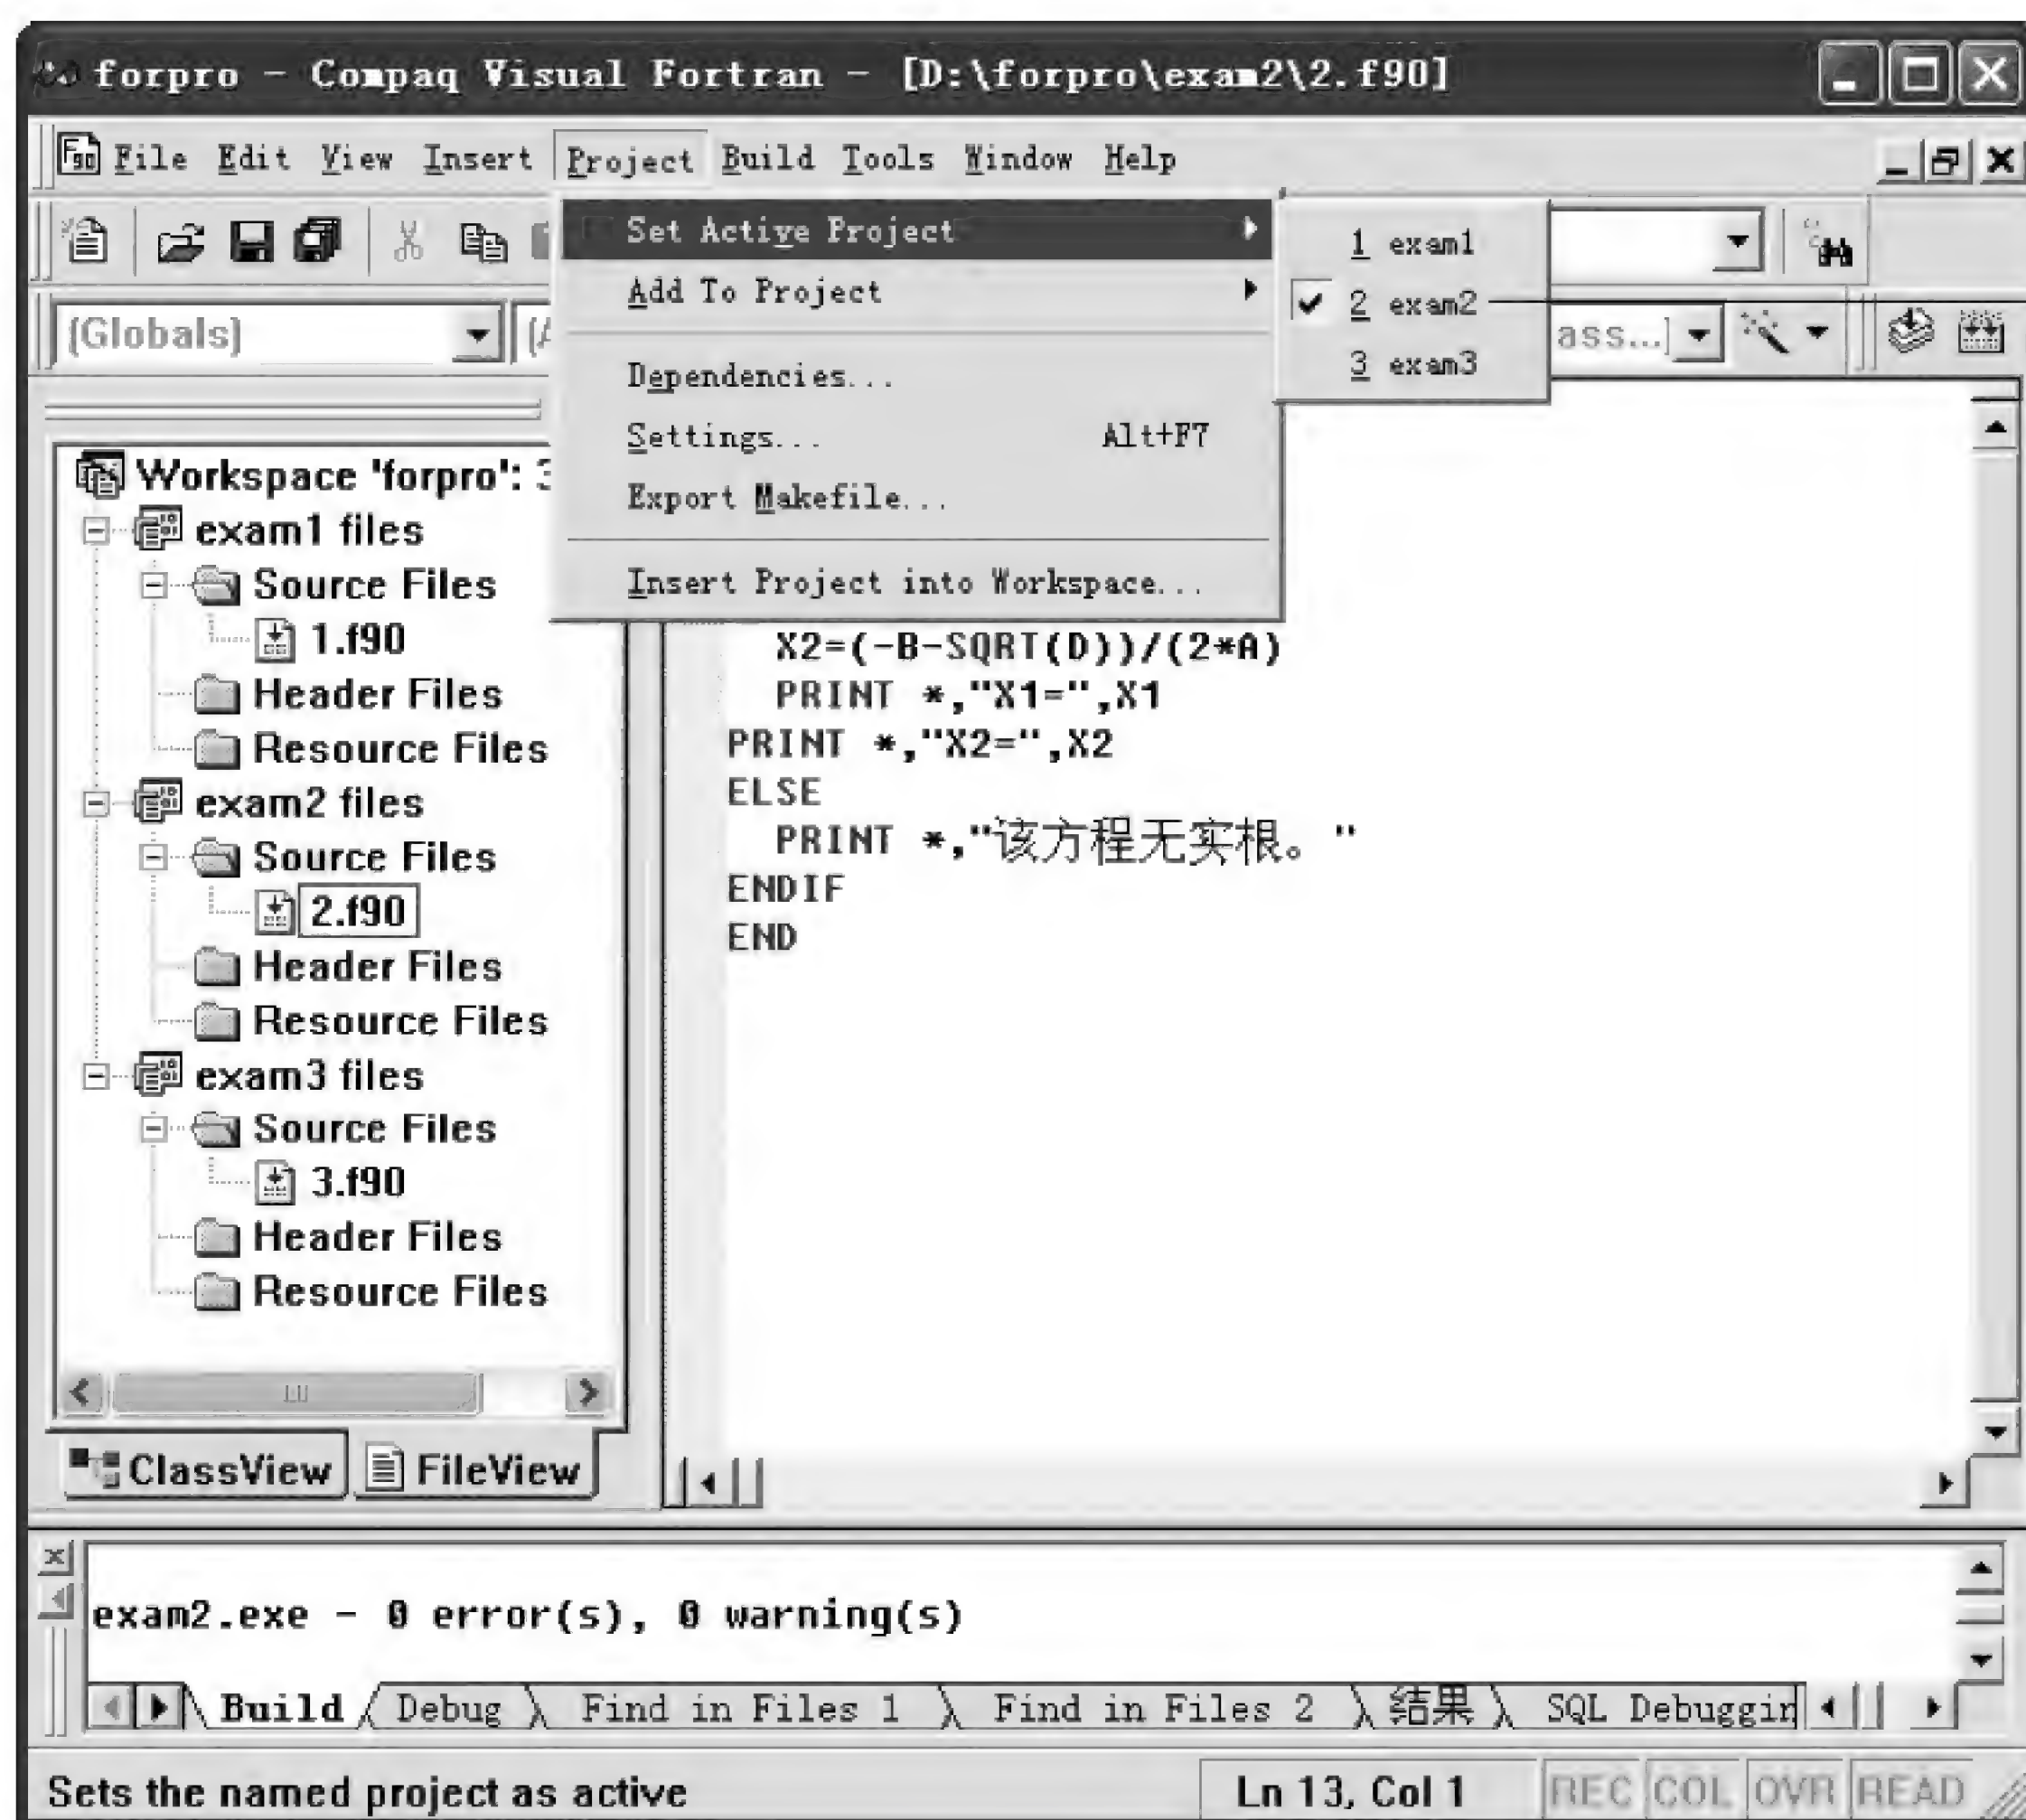 forpro - Compaq Visual Fortran - [D:\forpro\exam2\2.f90]
File Edit View Insert Project Build Tools Window Help
Set Active Project
Add To Project
Dependencies...
Settings... Alt+F7
Export Makefile...
Insert Project into Workspace...
1 exam1
2 exam2
3 exam3
(Globals)
ass...]
Workspace 'forpro': 3
exam1 files
Source Files
1.f90
Header Files
Resource Files
exam2 files
Source Files
2.f90
Header Files
Resource Files
exam3 files
Source Files
3.f90
Header Files
Resource Files
ClassView FileView
X2=(-B-SQRT(D))/(2*A)
PRINT *,"X1=",X1
PRINT *,"X2=",X2
ELSE
PRINT *,"该方程无实根。"
ENDIF
END
exam2.exe - 0 error(s), 0 warning(s)
Build Debug Find in Files 1 Find in Files 2 结果 SQL Debuggin
Sets the named project as active Ln 13, Col 1 REC COL OVR READ